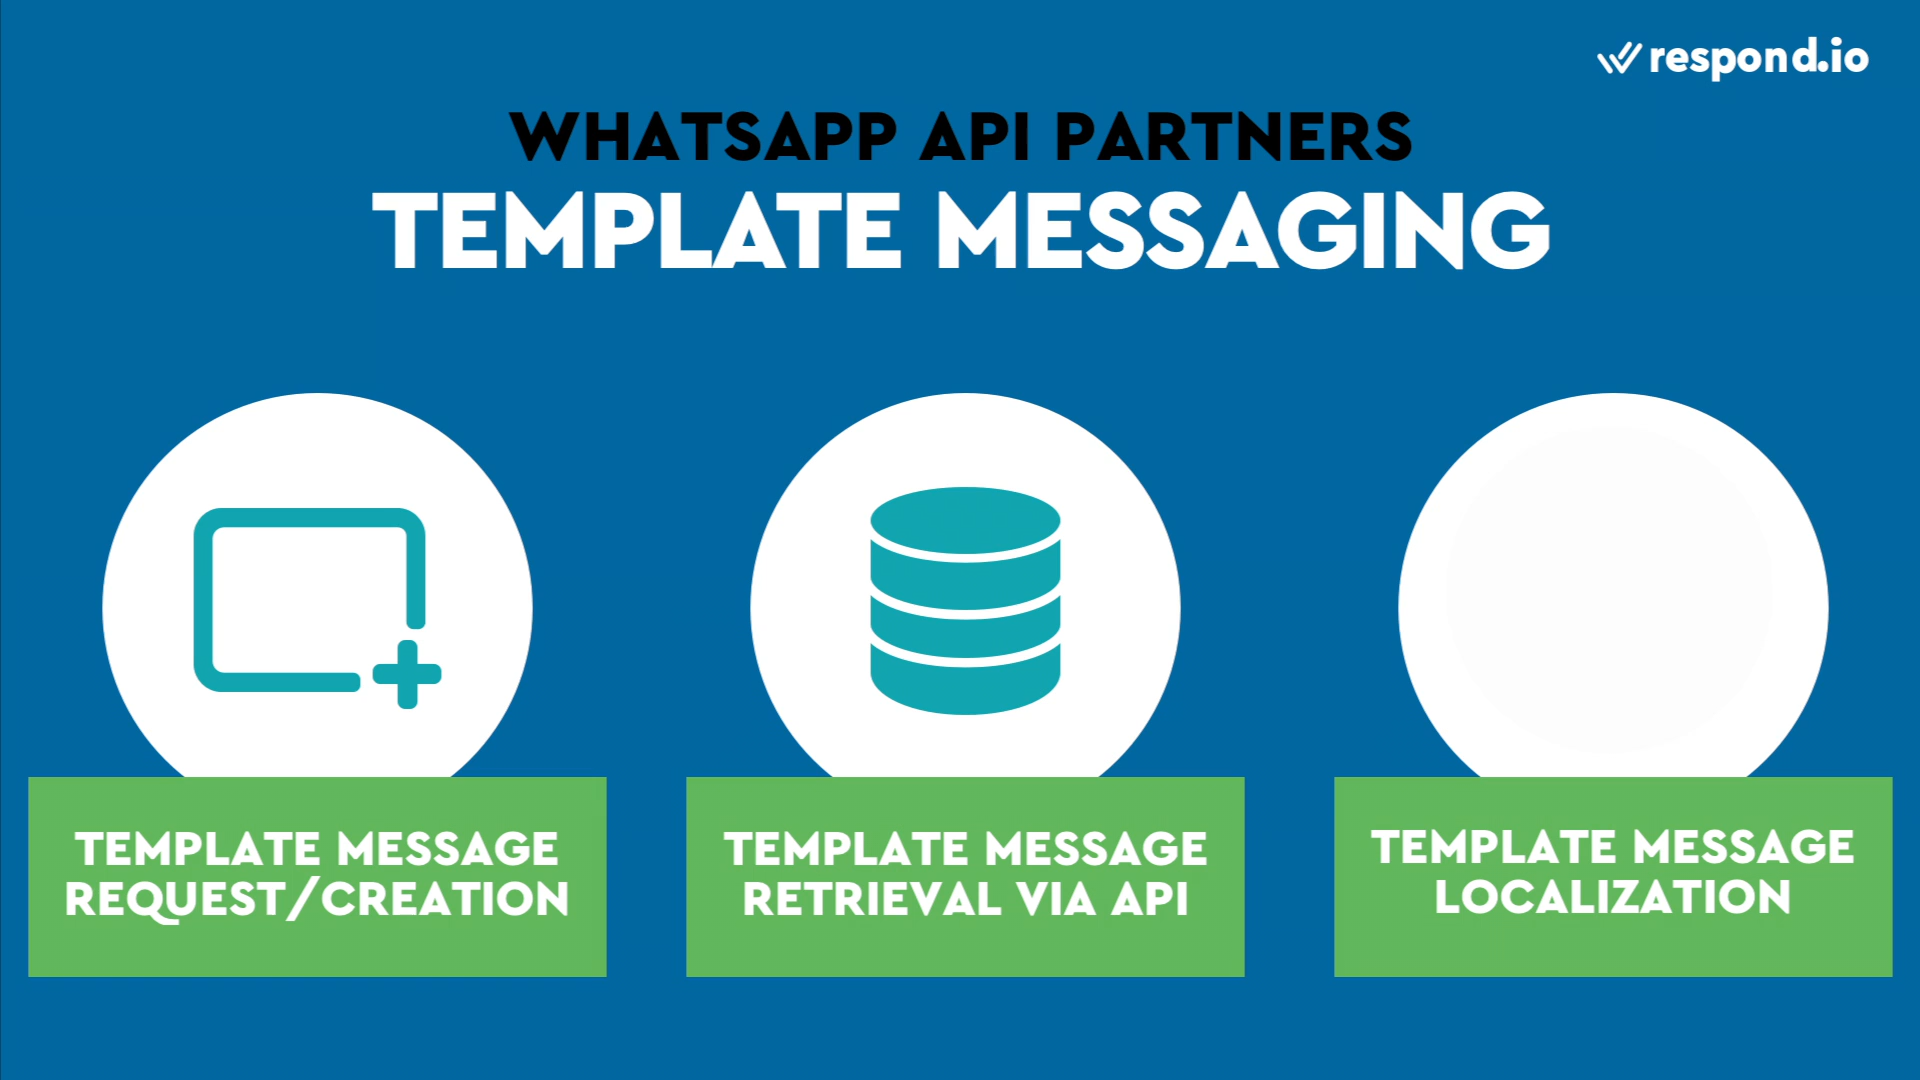 respond.io
WHATSAPP API PARTNERS
TEMPLATE MESSAGING
TEMPLATE MESSAGE
REQUEST/CREATION
TEMPLATE MESSAGE
RETRIEVAL VIA API
TEMPLATE MESSAGE
LOCALIZATION